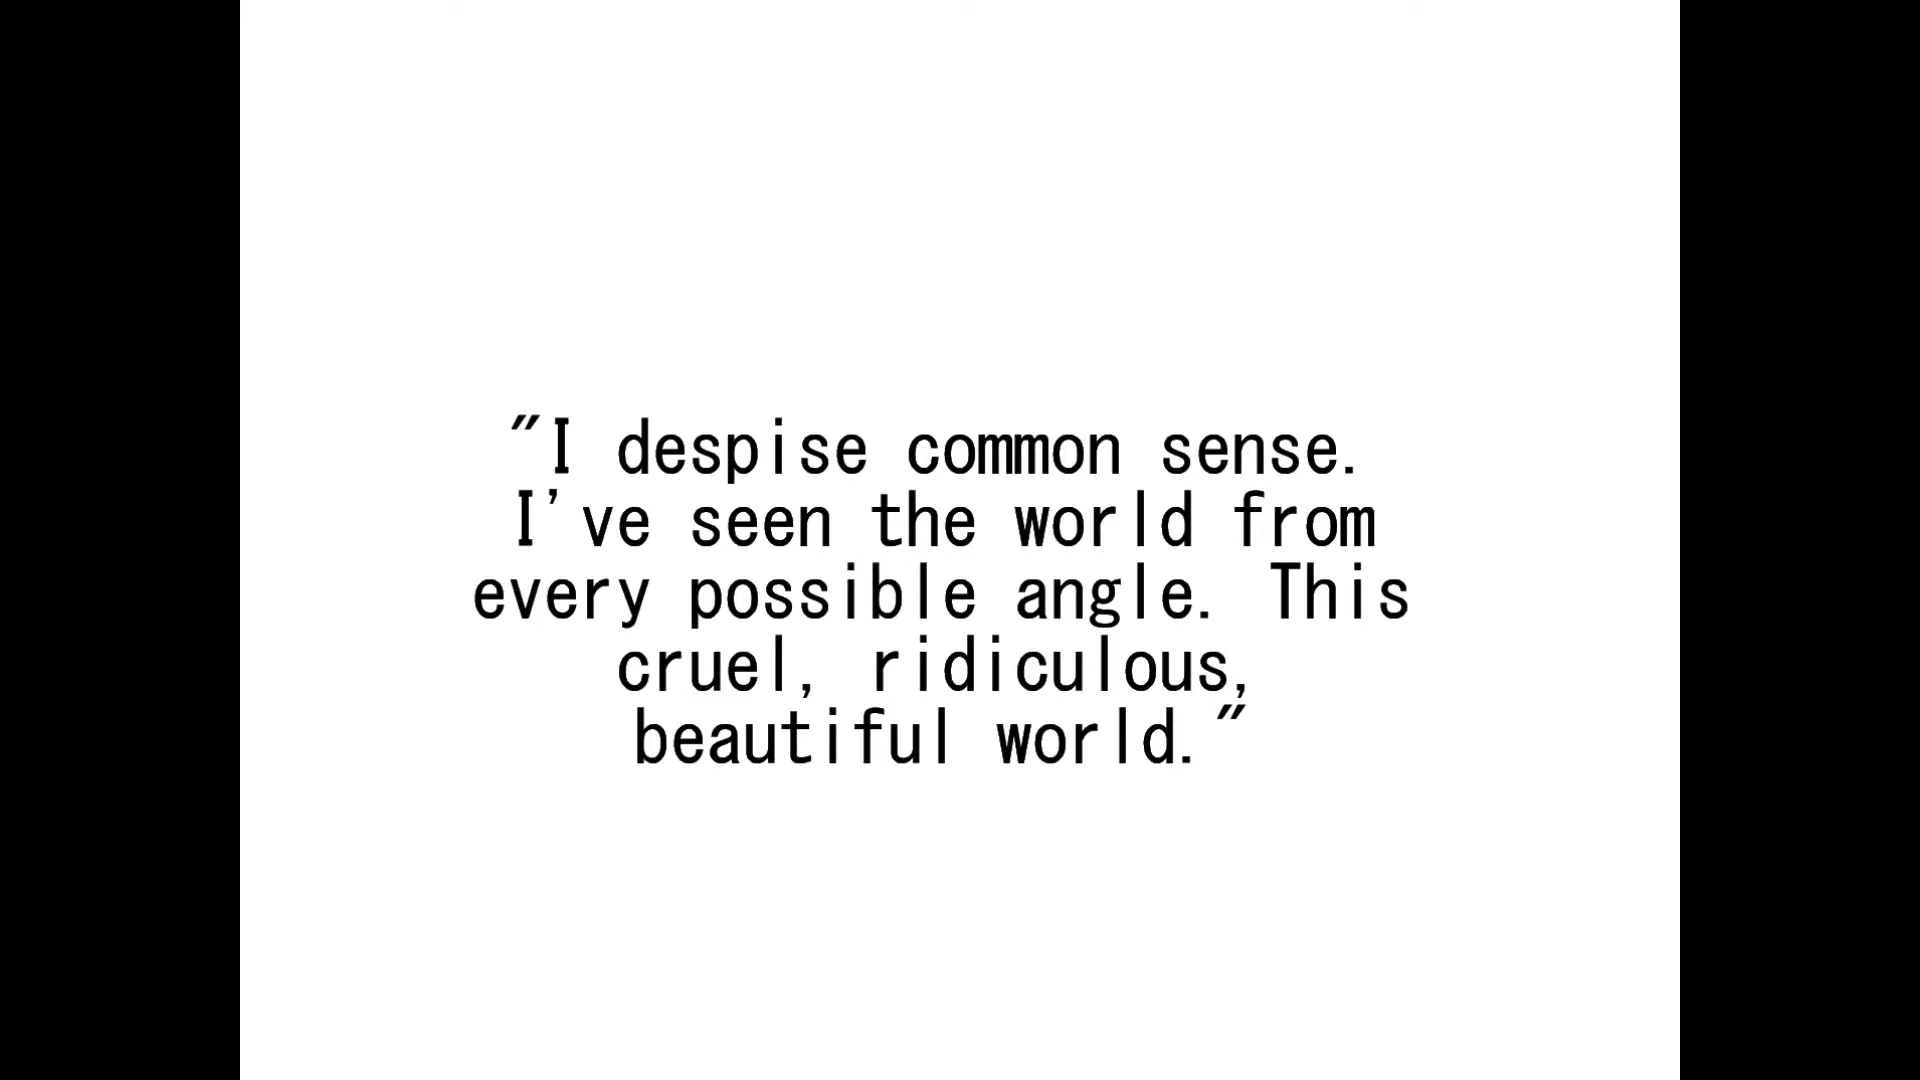 "I despise common sense.
I've seen the world from
every possible angle. This
cruel, ridiculous,
beautiful world."